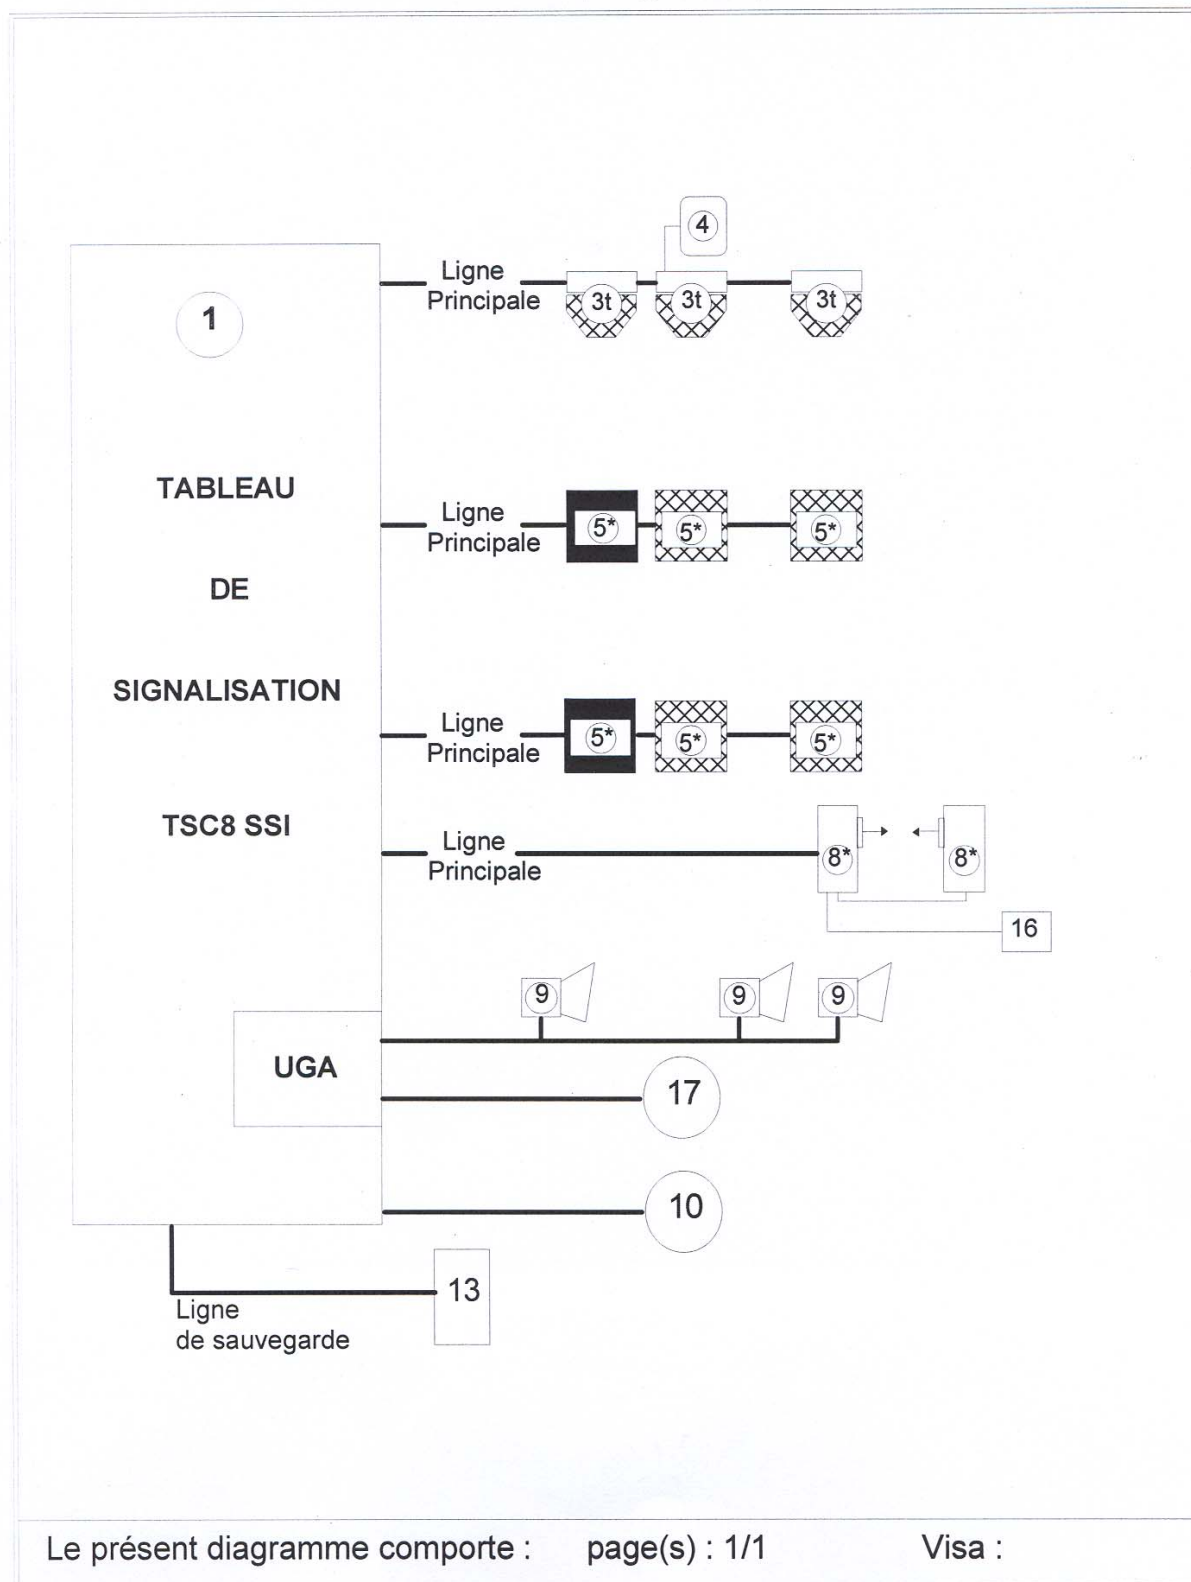 4
1
Ligne
Principale
3t
3t
3t
TABLEAU
DE
SIGNALISATION
TSC8 SSI
Ligne
Principale
5*
5*
5*
Ligne
Principale
5*
5*
5*
Ligne
Principale
8*
8*
16
9
9
9
UGA
17
10
13
Ligne
de sauvegarde
Le présent diagramme comporte : page(s) : 1/1 Visa :